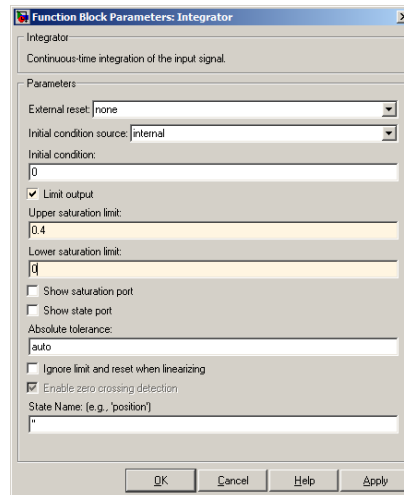 Function Block Parameters: Integrator
Integrator
Continuous-time integration of the input signal.
Parameters
External reset: none
Initial condition source: internal
Initial condition:
0
Limit output
Upper saturation limit:
0.4
Lower saturation limit:
0
Show saturation port
Show state port
Absolute tolerance:
auto
Ignore limit and reset when linearizing
Enable zero crossing detection
State Name: (e.g., 'position')
''
OK Cancel Help Apply